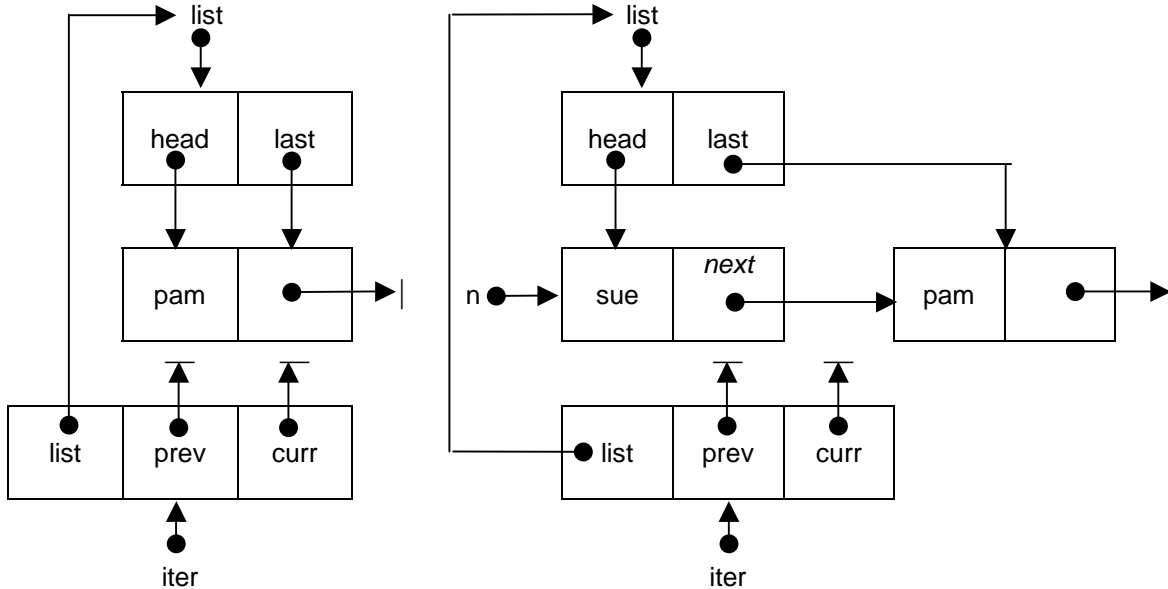 list
head last
pam
list prev curr
iter
list
head last
n sue next pam
list prev curr
iter